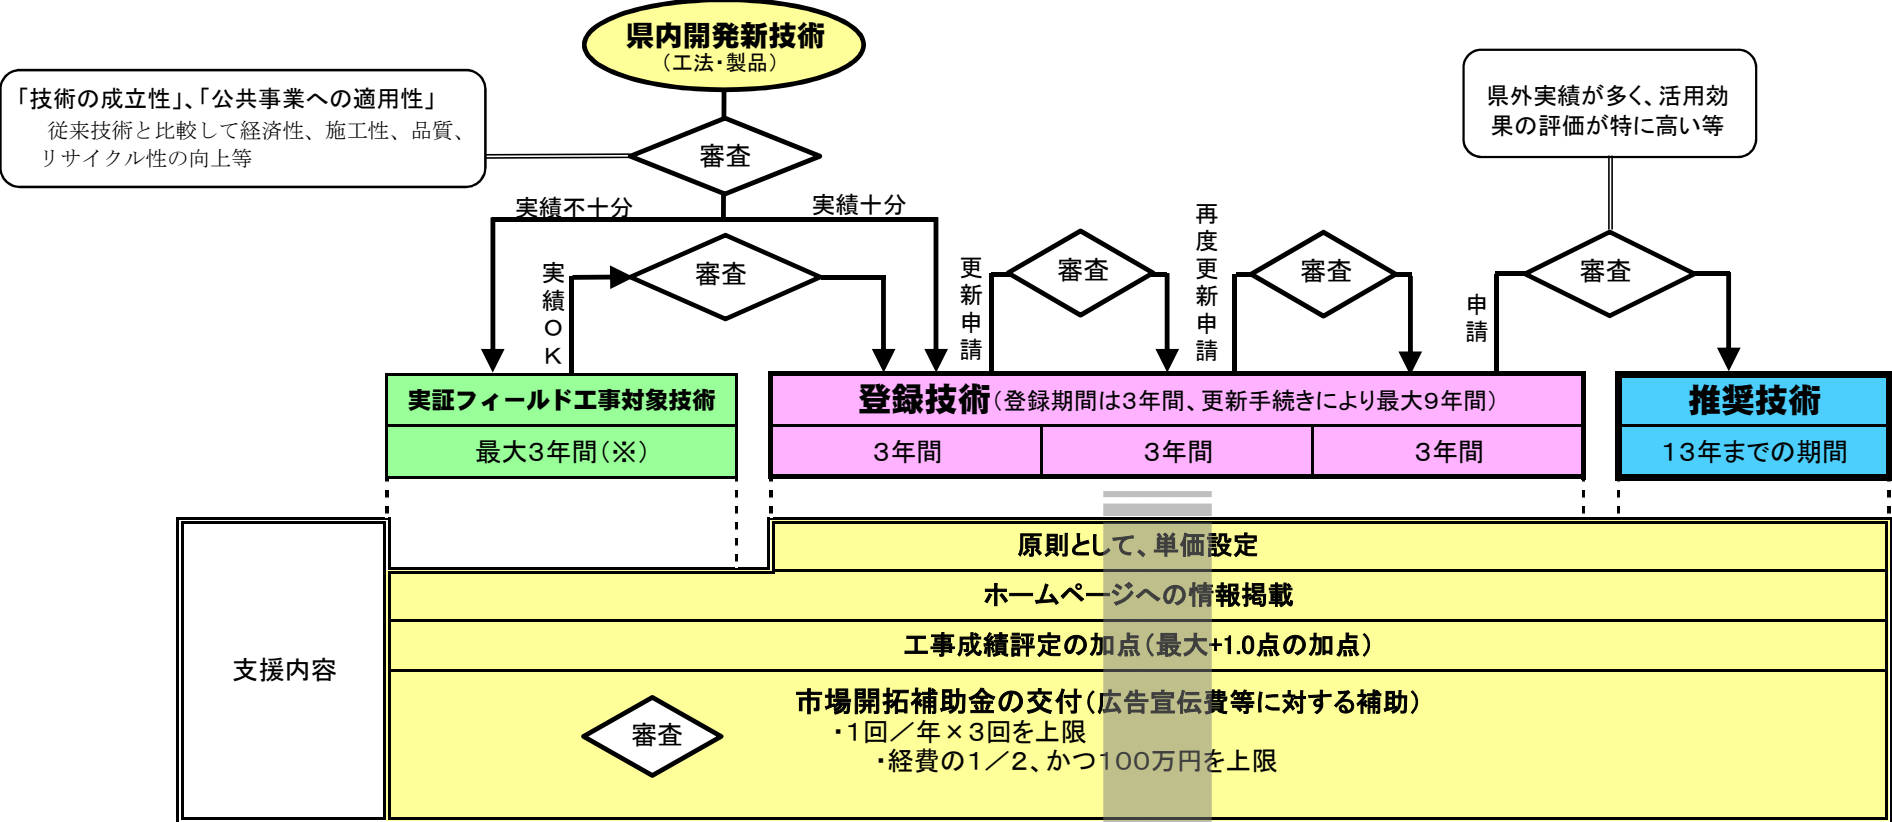 県内開発新技術
（工法・製品）
「技術の成立性」、「公共事業への適用性」
従来技術と比較して経済性、施工性、品質、
リサイクル性の向上等
審査
県外実績が多く、活用効
果の評価が特に高い等
実績不十分
実績十分
実績ＯＫ
審査
更新申請
審査
再度更新申請
審査
申請
審査
実証フィールド工事対象技術
最大３年間（※）
登録技術（登録期間は３年間、更新手続きにより最大９年間）
３年間
３年間
３年間
推奨技術
１３年までの期間
支援内容
原則として、単価設定
ホームページへの情報掲載
工事成績評定の加点（最大+1.0点の加点）
審査
市場開拓補助金の交付（広告宣伝費等に対する補助）
・１回／年×３回を上限
・経費の１／２、かつ１００万円を上限